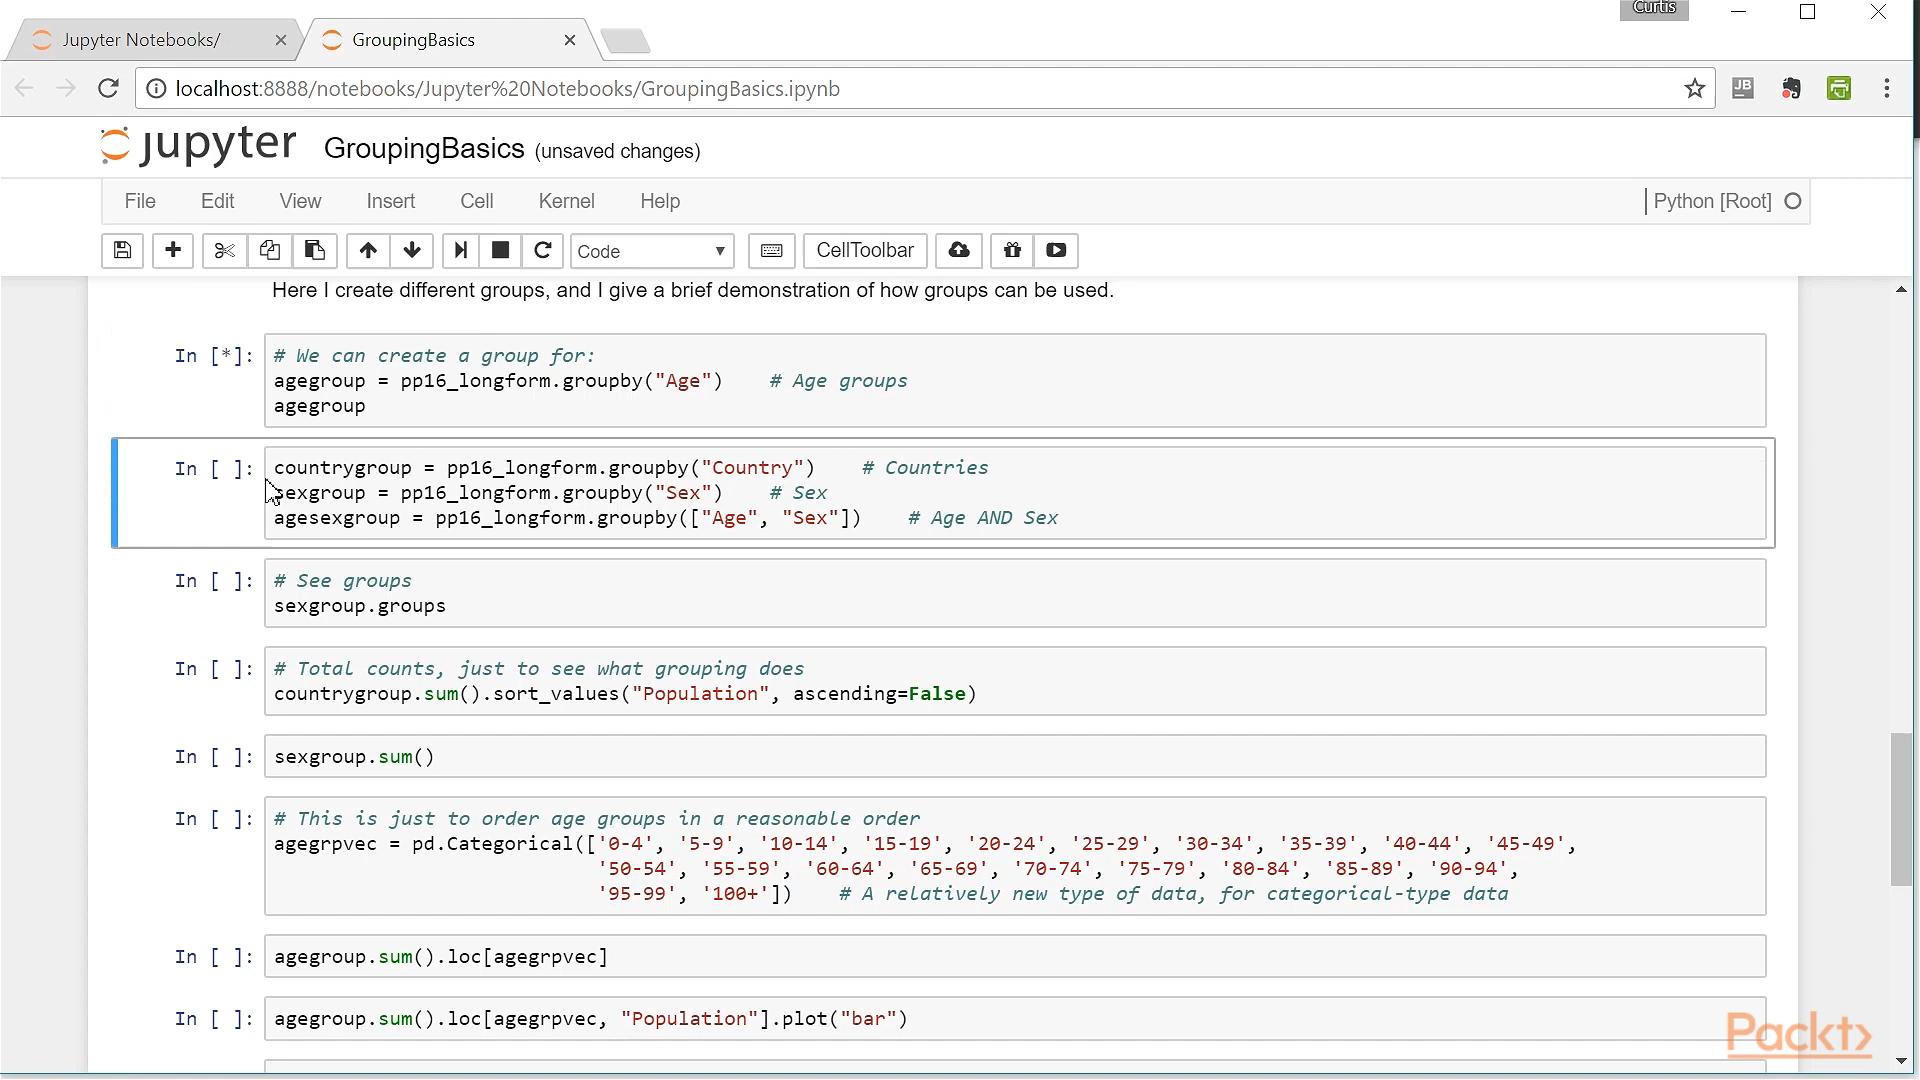 Curtis
Jupyter Notebooks/
GroupingBasics
localhost:8888/notebooks/Jupyter%20Notebooks/GroupingBasics.ipynb
JB
jupyter GroupingBasics (unsaved changes)
File Edit View Insert Cell Kernel Help
Python [Root]
Code
CellToolbar
Here I create different groups, and I give a brief demonstration of how groups can be used.
In [*]: # We can create a group for:
agegroup = pp16_longform.groupby("Age")    # Age groups
agegroup
In [ ]: countrygroup = pp16_longform.groupby("Country")    # Countries
sexgroup = pp16_longform.groupby("Sex")    # Sex
agesexgroup = pp16_longform.groupby(["Age", "Sex"])    # Age AND Sex
In [ ]: # See groups
sexgroup.groups
In [ ]: # Total counts, just to see what grouping does
countrygroup.sum().sort_values("Population", ascending=False)
In [ ]: sexgroup.sum()
In [ ]: # This is just to order age groups in a reasonable order
agegrpvec = pd.Categorical(['0-4', '5-9', '10-14', '15-19', '20-24', '25-29', '30-34', '35-39', '40-44', '45-49',
'50-54', '55-59', '60-64', '65-69', '70-74', '75-79', '80-84', '85-89', '90-94',
'95-99', '100+'])    # A relatively new type of data, for categorical-type data
In [ ]: agegroup.sum().loc[agegrpvec]
In [ ]: agegroup.sum().loc[agegrpvec, "Population"].plot("bar")
Packt>